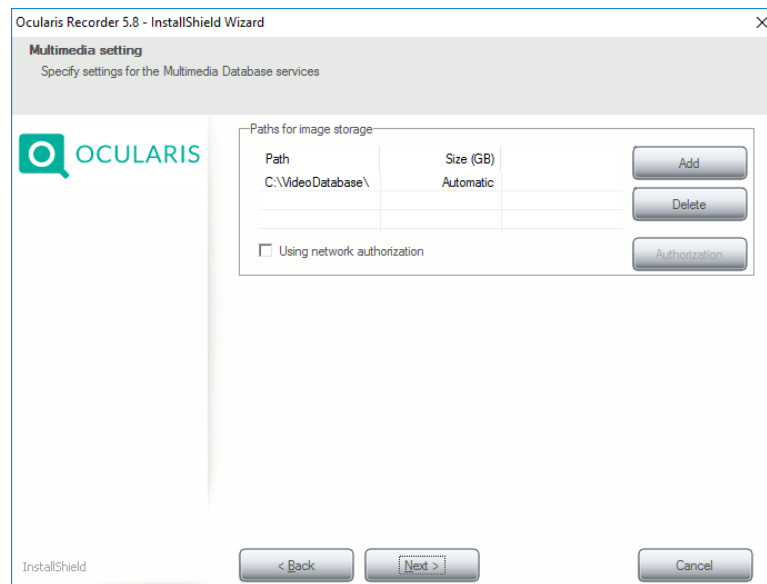 Ocularis Recorder 5.8 - InstallShield Wizard
Multimedia setting
Specify settings for the Multimedia Database services
OCULARIS
Paths for image storage
Path Size (GB)
C:\VideoDatabase\ Automatic
Add
Delete
Using network authorization
Authorization
InstallShield
< Back
Next >
Cancel